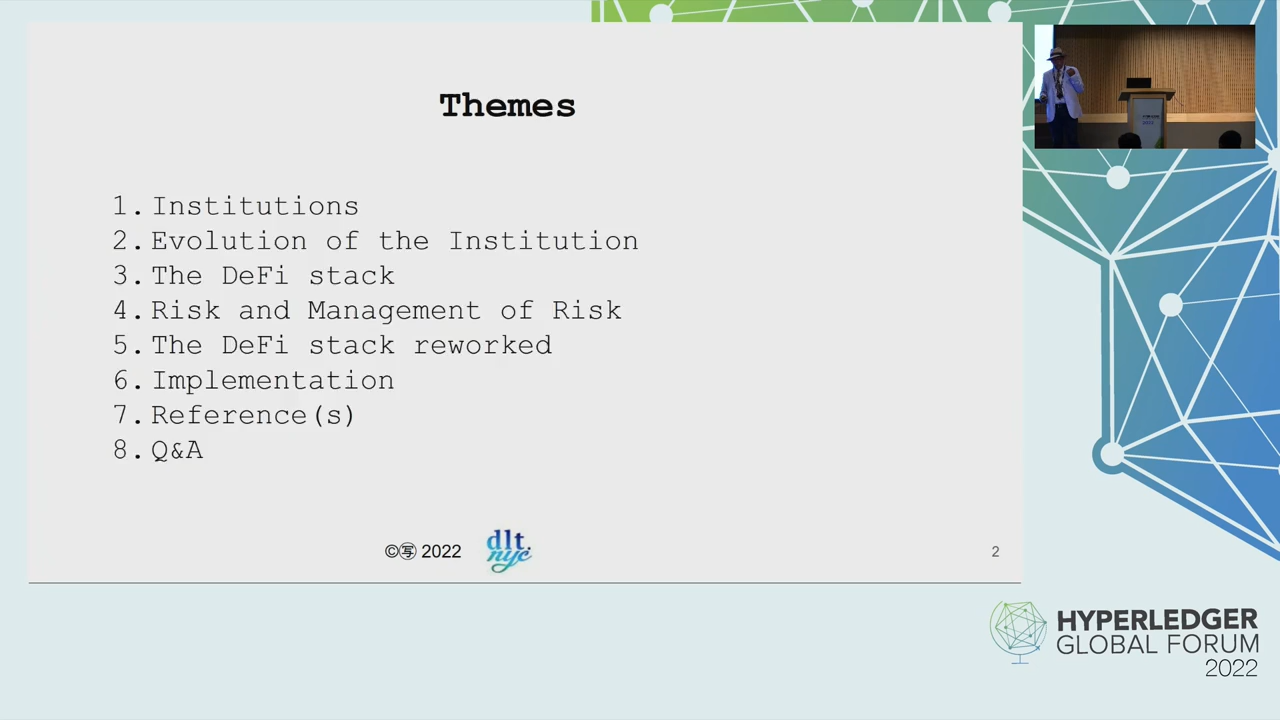 Themes
1. Institutions
2. Evolution of the Institution
3. The DeFi stack
4. Risk and Management of Risk
5. The DeFi stack reworked
6. Implementation
7. Reference(s)
8. Q&A
©㊢ 2022
dlt.
nyc
2
HYPERLEDGER
GLOBAL FORUM
2022